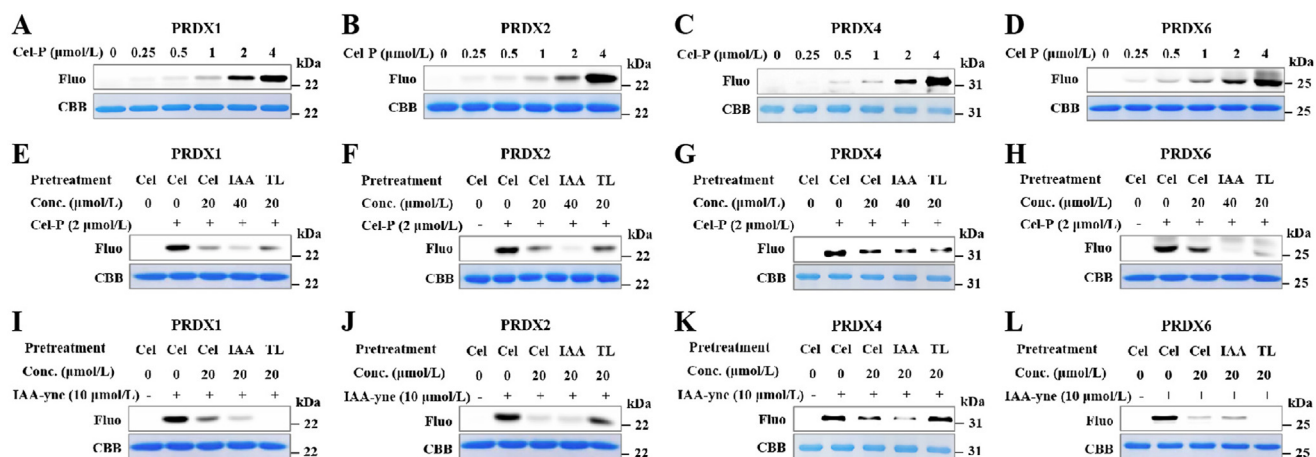 A PRDX1
Cel-P (μmol/L) 0 0.25 0.5 1 2 4 kDa
Fluo 22
CBB 22
B PRDX2
Cel P (μmol/L) 0 0.25 0.5 1 2 4 kDa
Fluo 22
CBB 22
C PRDX4
Cel-P (μmol/L) 0 0.25 0.5 1 2 4 kDa
Fluo 31
CBB 31
D PRDX6
Cel P (μmol/L) 0 0.25 0.5 1 2 4 kDa
Fluo 25
CBB 25
E PRDX1
Pretreatment Cel Cel Cel IAA TL
Conc. (μmol/L) 0 0 20 40 20
Cel-P (2 μmol/L) - + + + + kDa
Fluo 22
CBB 22
F PRDX2
Pretreatment Cel Cel Cel IAA TL
Conc. (μmol/L) 0 0 20 40 20
Cel-P (2 μmol/L) - + + + + kDa
Fluo 22
CBB 22
G PRDX4
Pretreatment Cel Cel Cel IAA TL
Conc. (μmol/L) 0 0 20 40 20
Cel-P (2 μmol/L) - + + + + kDa
Fluo 31
CBB 31
H PRDX6
Pretreatment Cel Cel Cel IAA TL
Conc. (μmol/L) 0 0 20 40 20
Cel-P (2 μmol/L) - + + + + kDa
Fluo 25
CBB 25
I PRDX1
Pretreatment Cel Cel Cel IAA TL
Conc. (μmol/L) 0 0 20 20 20
IAA-yne (10 μmol/L) - + + + + kDa
Fluo 22
CBB 22
J PRDX2
Pretreatment Cel Cel Cel IAA TL
Conc. (μmol/L) 0 0 20 20 20
IAA-yne (10 μmol/L) - + + + + kDa
Fluo 22
CBB 22
K PRDX4
Pretreatment Cel Cel Cel IAA TL
Conc. (μmol/L) 0 0 20 20 20
IAA-yne (10 μmol/L) - + + + + kDa
Fluo 31
CBB 31
L PRDX6
Pretreatment Cel Cel Cel IAA TL
Conc. (μmol/L) 0 0 20 20 20
IAA-yne (10 μmol/L) - + + + + kDa
Fluo 25
CBB 25